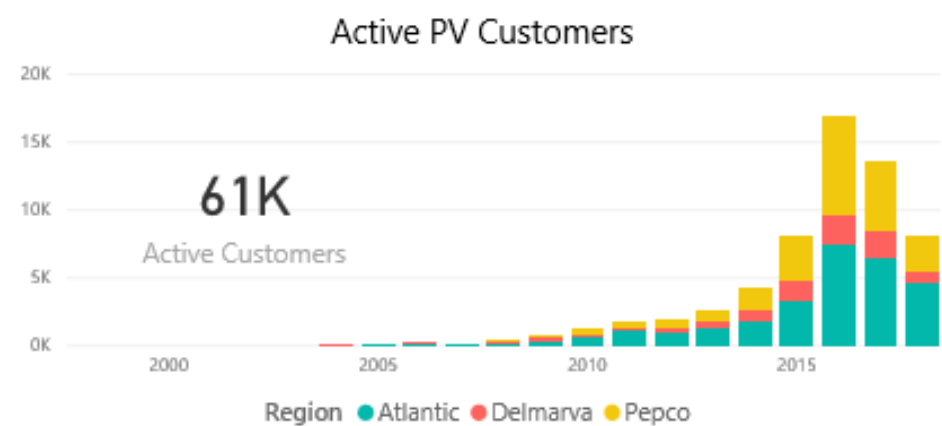 Active PV Customers
20K
15K
10K
5K
0K
61K
Active Customers
2000 2005 2010 2015
Region Atlantic Delmarva Pepco